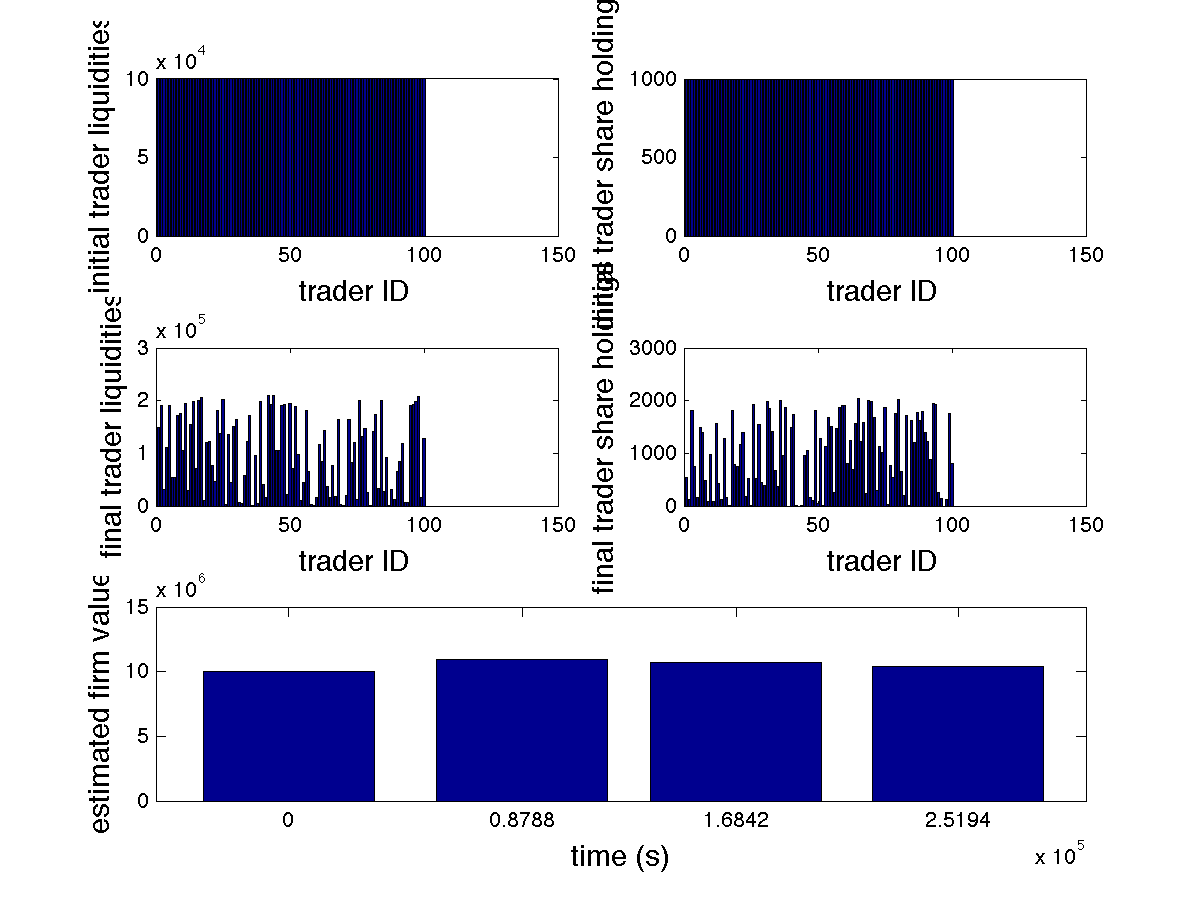 x 10^4
10
5
0
0 50 100 150
initial trader liquidities
trader ID
1000
500
0
0 50 100 150
trader share holding
trader ID
x 10^5
3
2
1
0
0 50 100 150
final trader liquidities
trader ID
3000
2000
1000
0
0 50 100 150
final trader share
trader ID
x 10^6
15
10
5
0
estimated firm value
0 0.8788 1.6842 2.5194
x 10^5
time (s)